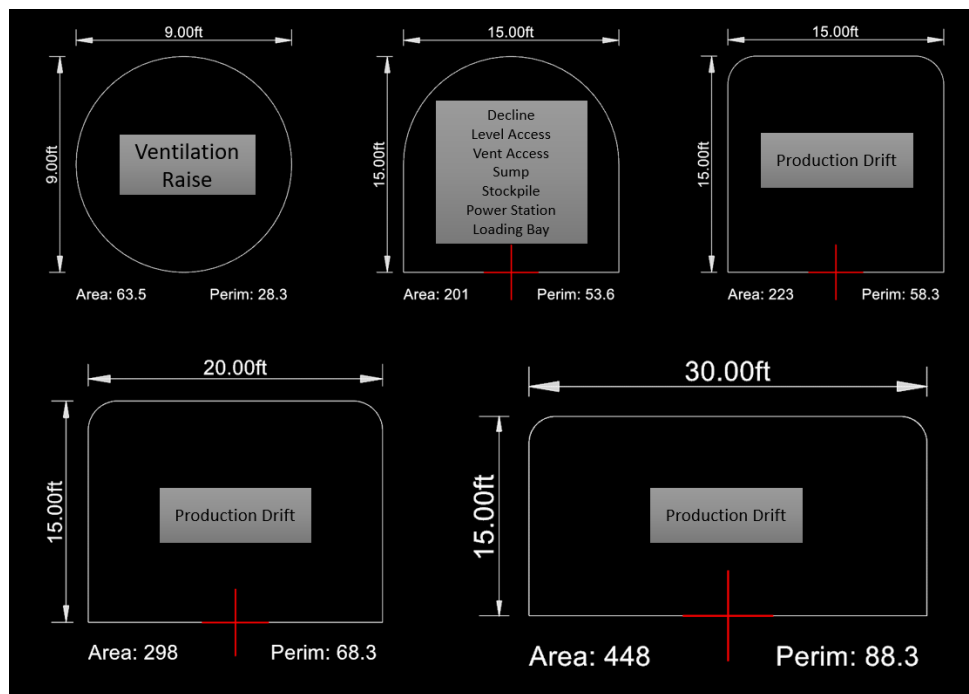 9.00ft
9.00ft
Ventilation
Raise
Area: 63.5 Perim: 28.3
15.00ft
15.00ft
Decline
Level Access
Vent Access
Sump
Stockpile
Power Station
Loading Bay
Area: 201 Perim: 53.6
15.00ft
15.00ft
Production Drift
Area: 223 Perim: 58.3
20.00ft
15.00ft
Production Drift
Area: 298 Perim: 68.3
30.00ft
15.00ft
Production Drift
Area: 448 Perim: 88.3